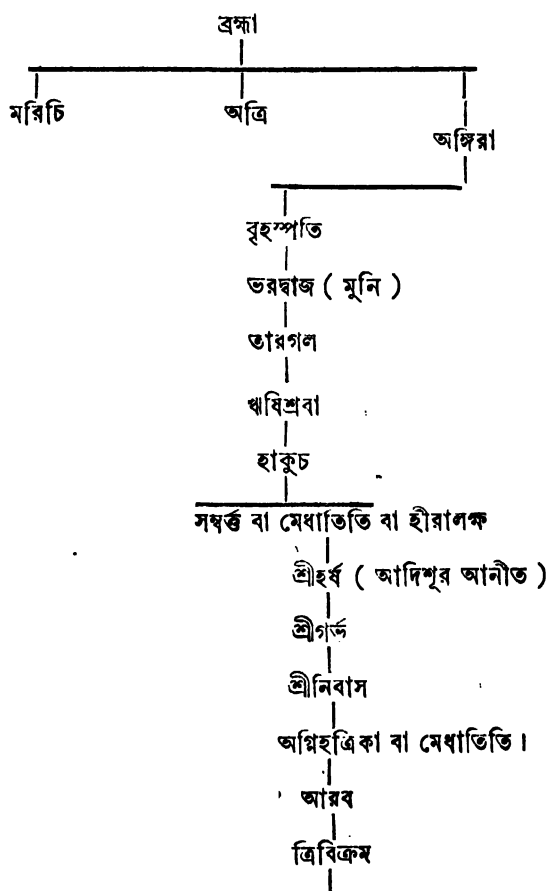 ব্রহ্মা
মরিচি অত্রি অঙ্গিরা
বৃহস্পতি
ভরদ্বাজ ( মুনি )
তারগল
ঋষিশ্রবা
হাকুচ
সম্বর্ত্ত বা মেধাতিতি বা হীরালক্ষ
শ্রীহর্ষ ( আদিশূর আনীত )
শ্রীগর্ভ
শ্রীনিবাস
অগ্নিহত্রিকা বা মেধাতিতি ।
আরব
ত্রিবিক্রম